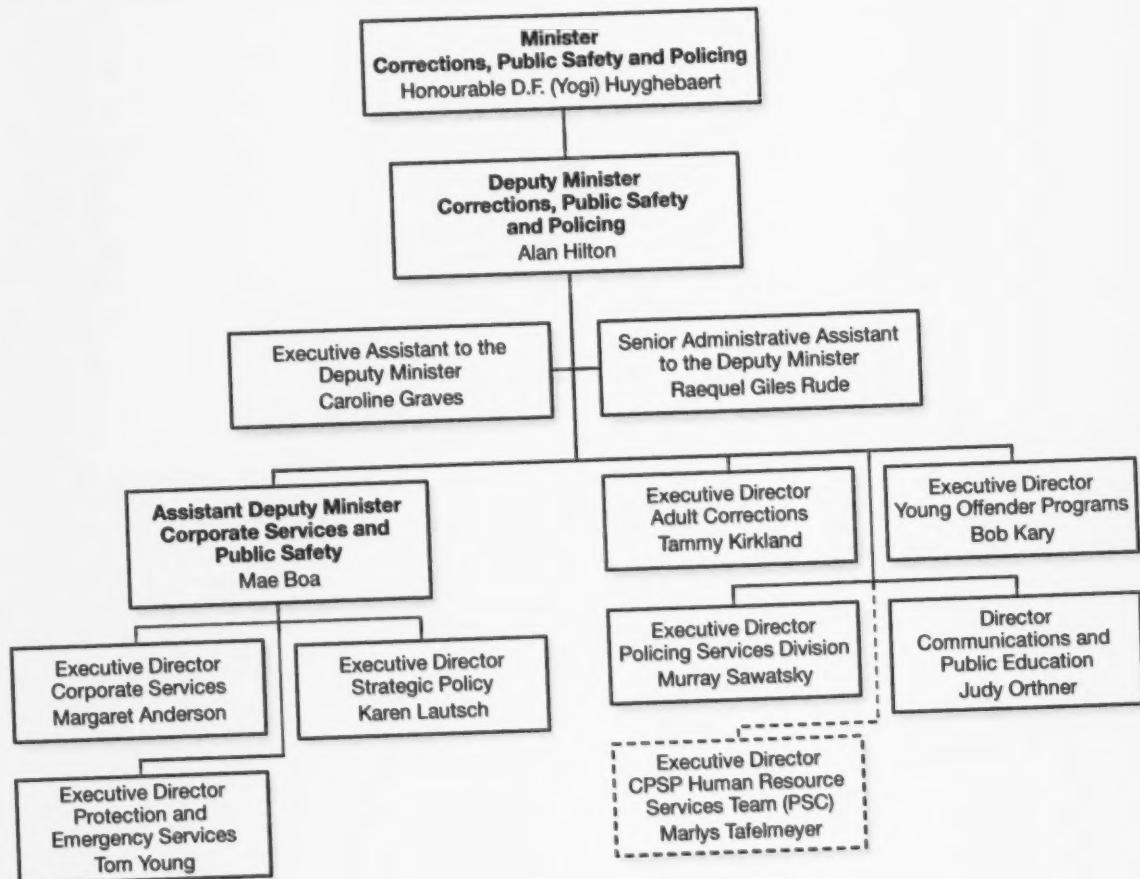 Minister
Corrections, Public Safety and Policing
Honourable D.F. (Yogi) Huyghebaert
Deputy Minister
Corrections, Public Safety
and Policing
Alan Hilton
Executive Assistant to the
Deputy Minister
Caroline Graves
Senior Administrative Assistant
to the Deputy Minister
Raequel Giles Rude
Assistant Deputy Minister
Corporate Services and
Public Safety
Mae Boa
Executive Director
Adult Corrections
Tammy Kirkland
Executive Director
Young Offender Programs
Bob Kary
Executive Director
Corporate Services
Margaret Anderson
Executive Director
Strategic Policy
Karen Lautsch
Executive Director
Policing Services Division
Murray Sawatsky
Director
Communications and
Public Education
Judy Orthner
Executive Director
Protection and
Emergency Services
Tom Young
Executive Director
CPSP Human Resource
Services Team (PSC)
Marlys Tafelmeyer